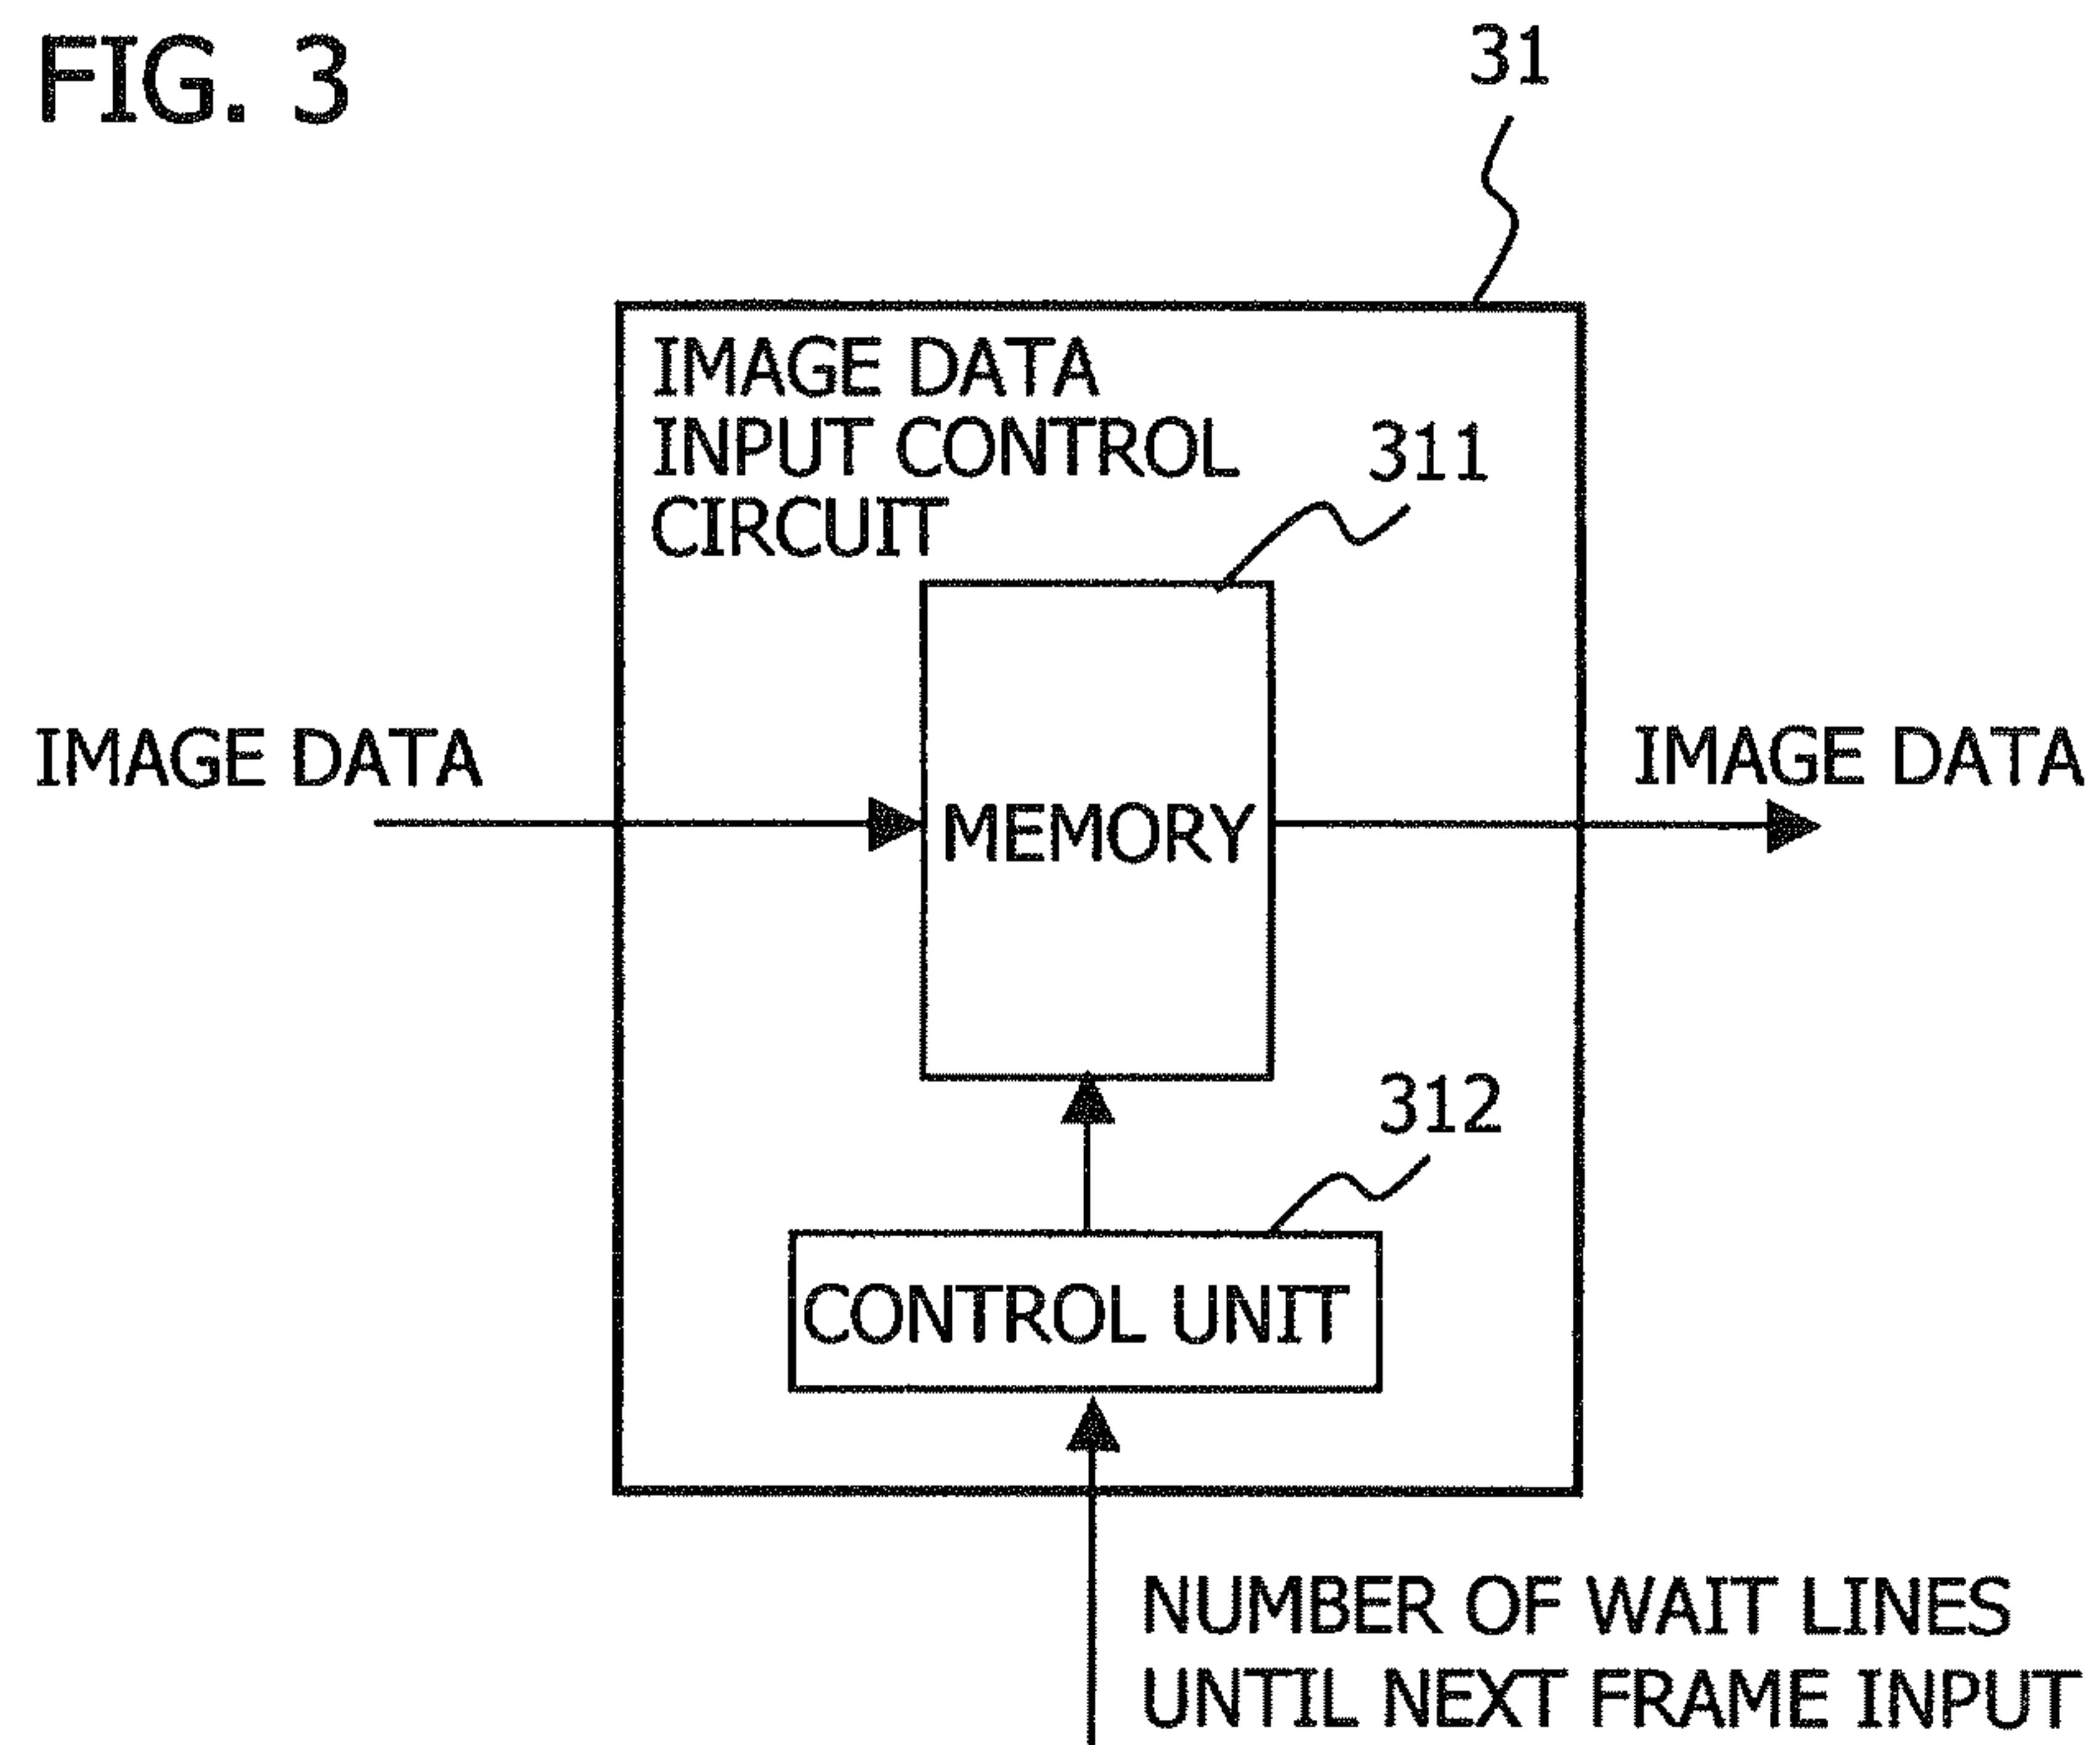 FIG. 3
31
IMAGE DATA
INPUT CONTROL
CIRCUIT
311
IMAGE DATA
MEMORY
IMAGE DATA
312
CONTROL UNIT
NUMBER OF WAIT LINES
UNTIL NEXT FRAME INPUT